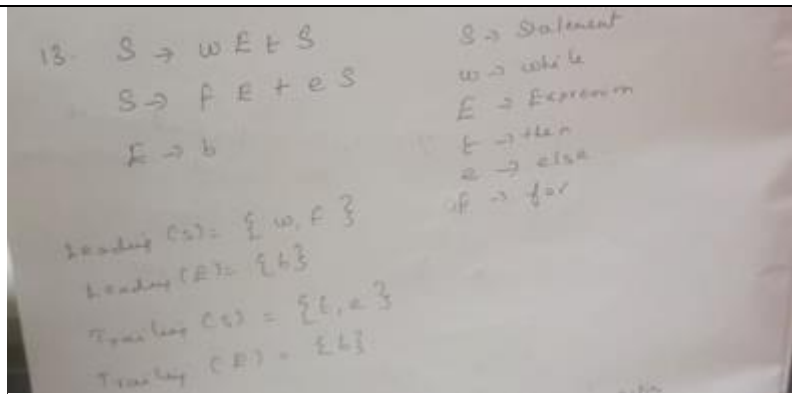 13. S → w E t S
S → f E t e S
E → b
S → Statement
w → while
E → Expression
t → then
e → else
f → for
Leading (S) = { w, f }
Leading (E) = {b}
Trailing (S) = {t, e}
Trailing (E) = {b}